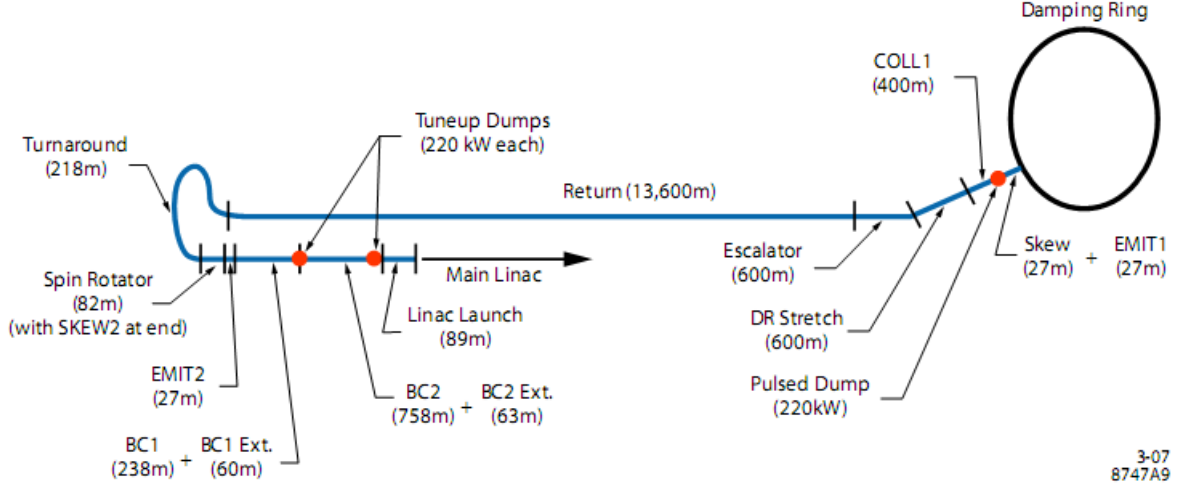 Damping Ring
COLL1
(400m)
Tuneup Dumps
(220 kW each)
Turnaround
(218m)
Return (13,600m)
Escalator
(600m)
Skew + EMIT1
(27m) (27m)
Main Linac
Spin Rotator
(82m)
(with SKEW2 at end)
Linac Launch
(89m)
DR Stretch
(600m)
EMIT2
(27m)
BC2 + BC2 Ext.
(758m) (63m)
Pulsed Dump
(220kW)
BC1 + BC1 Ext.
(238m) (60m)
3-07
8747A9